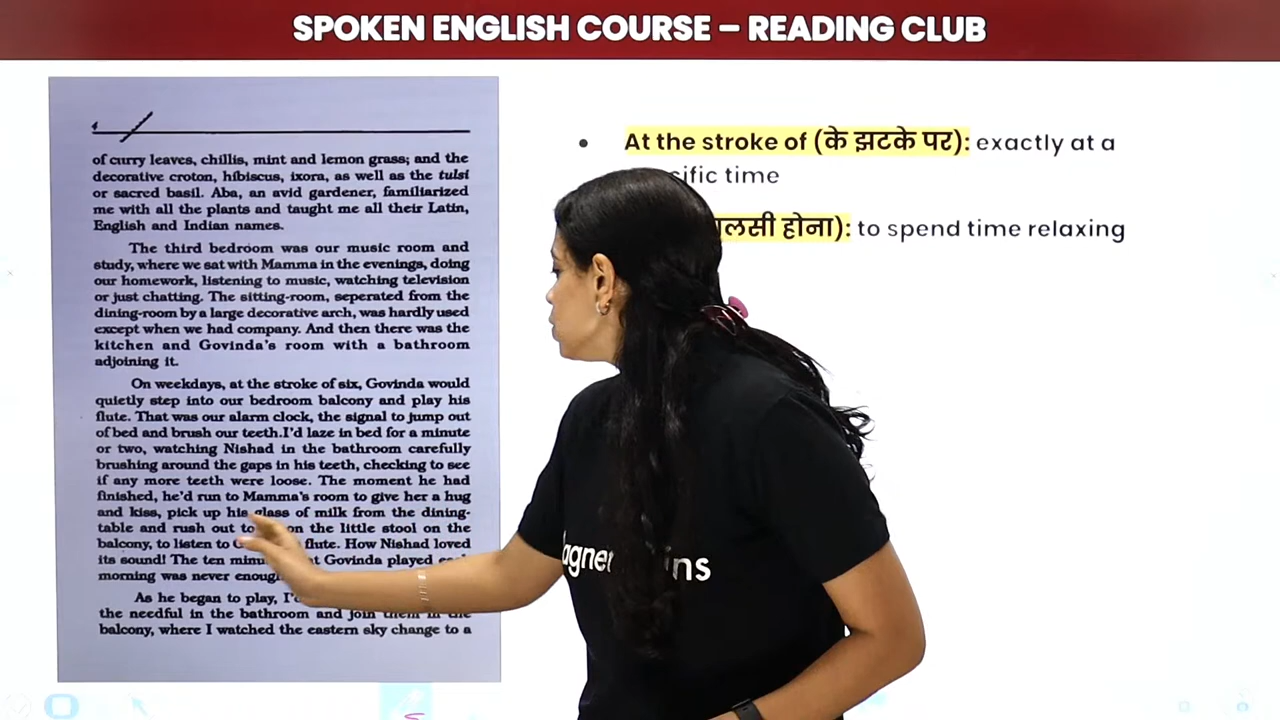 SPOKEN ENGLISH COURSE – READING CLUB
4
of curry leaves, chillis, mint and lemon grass; and the
decorative croton, hibiscus, ixora, as well as the tulsi
or sacred basil. Aba, an avid gardener, familiarized
me with all the plants and taught me all their Latin,
English and Indian names.
The third bedroom was our music room and
study, where we sat with Mamma in the evenings, doing
our homework, listening to music, watching television
or just chatting. The sitting-room, seperated from the
dining-room by a large decorative arch, was hardly used
except when we had company. And then there was the
kitchen and Govinda's room with a bathroom
adjoining it.
On weekdays, at the stroke of six, Govinda would
quietly step into our bedroom balcony and play his
flute. That was our alarm clock, the signal to jump out
of bed and brush our teeth.I'd laze in bed for a minute
or two, watching Nishad in the bathroom carefully
brushing around the gaps in his teeth, checking to see
if any more teeth were loose. The moment he had
finished, he'd run to Mamma's room to give her a hug
and kiss, pick up his glass of milk from the dining-
table and rush out to on the little stool on the
balcony, to listen to flute. How Nishad loved
its sound! The ten Govinda played
morning was never
As he began to play,
the needful in the bathroom and join them in the
balcony, where I watched the eastern sky change to a
At the stroke of (के झटके पर): exactly at a
time
होना): to spend time relaxing